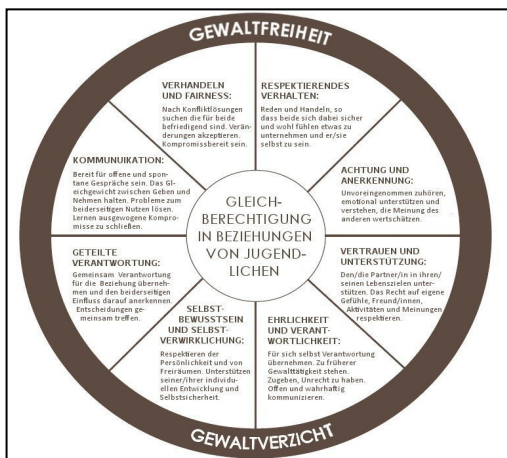 GEWALTFREIHEIT
VERHANDELN
UND FAIRNESS:
Nach Konfliktlösungen
suchen die für beide
befriedigend sind. Verän-
derungen akzeptieren.
Kompromissbereit sein.
RESPEKTIERENDES
VERHALTEN:
Reden und Handeln, so
dass beide sich dabei sicher
und wohl fühlen etwas zu
unternehmen und er/sie
selbst zu sein.
KOMMUNUIKATION:
Bereit für offene und spon-
tane Gespräche sein. Das Gl-
eichgewicht zwischen Geben und
Nehmen halten. Probleme zum
beiderseitigen Nutzen lösen.
Lernen ausgewogene Kompro-
misse zu schließen.
ACHTUNG UND
ANERKENNUNG:
Unvoreingenommen zuhören,
emotional unterstützen und
verstehen, die Meinung des
anderen wertschätzen.
GLEICH-
BERECHTIGUNG
IN BEZIEHUNGEN
VON JUGEND-
LICHEN
GETEILTE
VERANTWORTUNG:
Gemeinsam Verantwortung
für die Beziehung überneh-
men und den beiderseitigen
Einfluss darauf anerkennen.
Entscheidungen ge-
meinsam treffen.
VERTRAUEN UND
UNTERSTÜTZUNG:
Den/die Partner/in in ihren/
seinen Lebenszielen unter-
stützen. Das Recht auf eigene
Gefühle, Freund/innen,
Aktivitäten und Meinungen
respektieren.
SELBST-
BEWUSSTSEIN
UND SELBST-
VERWIRKLICHUNG:
Respektieren der
Persönlichkeit und von
Freiräumen. Unterstützen
seiner/ihrer individu-
ellen Entwicklung und
Selbstsicherheit.
EHRLICHKEIT
UND VERANT-
WORTLICHKEIT:
Für sich selbst Verantwortung
übernehmen. Zu früherer
Gewalttätigkeit stehen.
Zugeben, Unrecht zu haben.
Offen und wahrhaftig
kommunizieren.
GEWALTVERZICHT